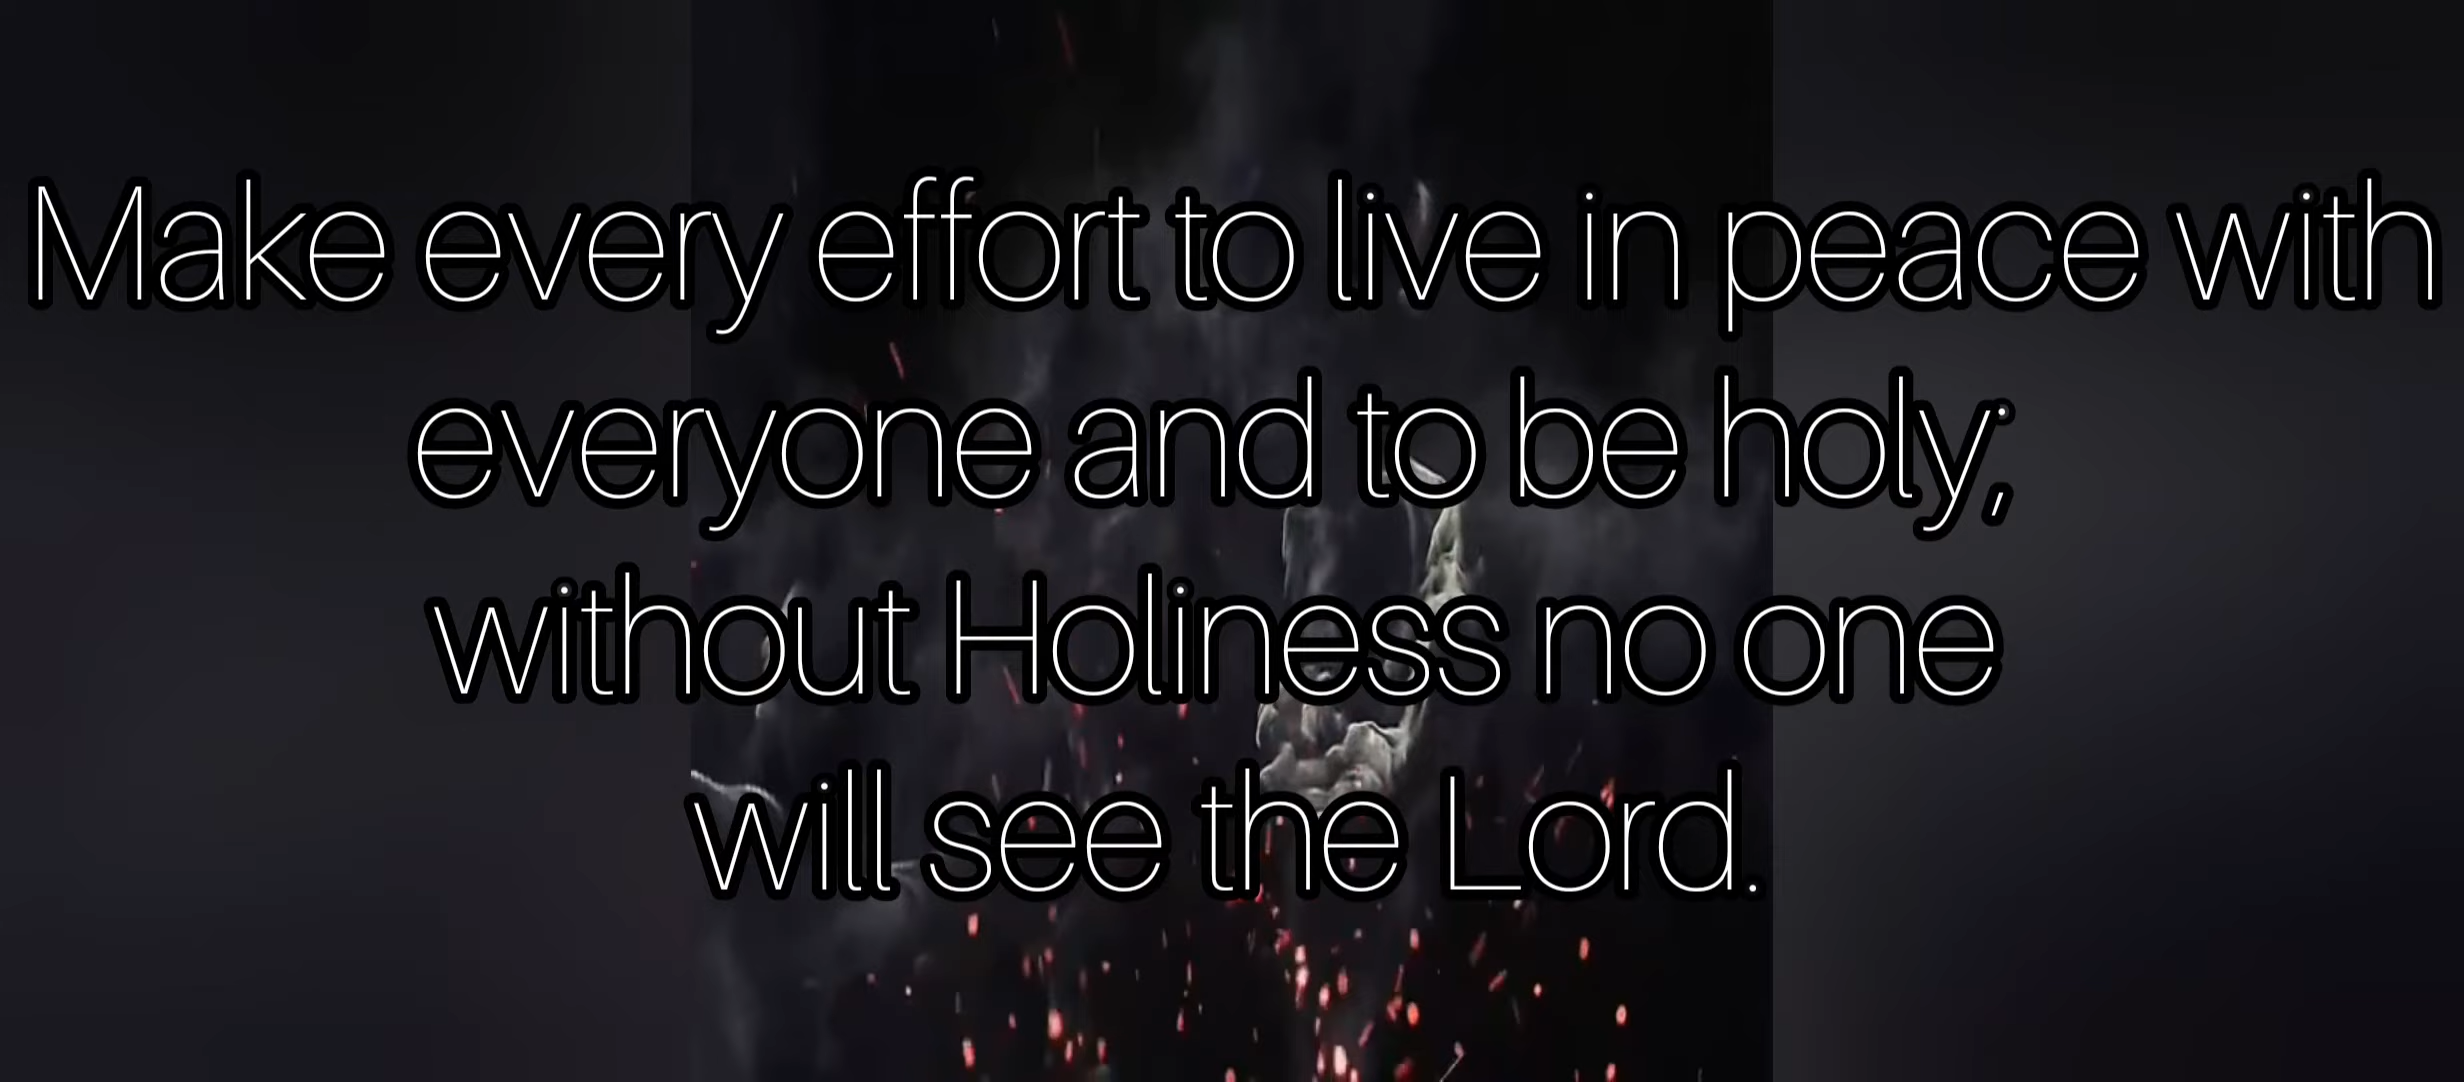 Make every effort to live in peace with
everyone and to be holy;
without Holiness no one
will see the Lord.